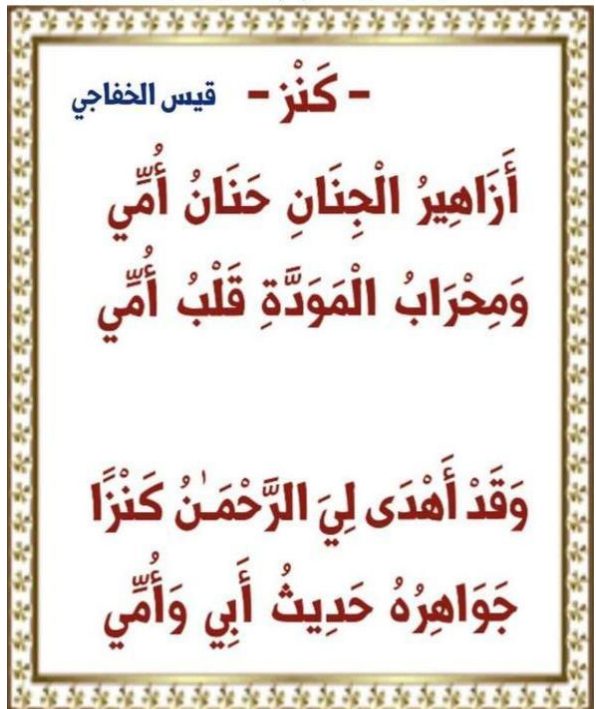 - كَنْز - قيس الخفاجي
أَزَاهِيرُ الْجِنَانِ حَنَانُ أُمِّي
وَمِحْرَابُ الْمَوَدَّةِ قَلْبُ أُمِّي
وَقَدْ أَهْدَى لِيَ الرَّحْمَـٰنُ كَنْزًا
جَوَاهِرُهُ حَدِيثُ أَبِي وَأُمِّي